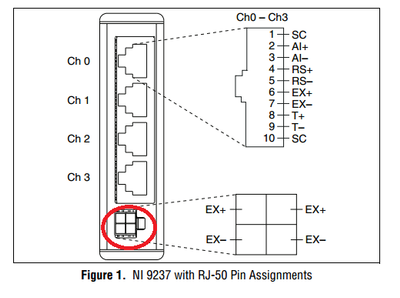 Ch0 – Ch3
1 SC
2 AI+
3 AI–
4 RS+
5 RS–
6 EX+
7 EX–
8 T+
9 T–
10 SC
Ch 0
Ch 1
Ch 2
Ch 3
EX+ EX+
EX– EX–
Figure 1. NI 9237 with RJ-50 Pin Assignments